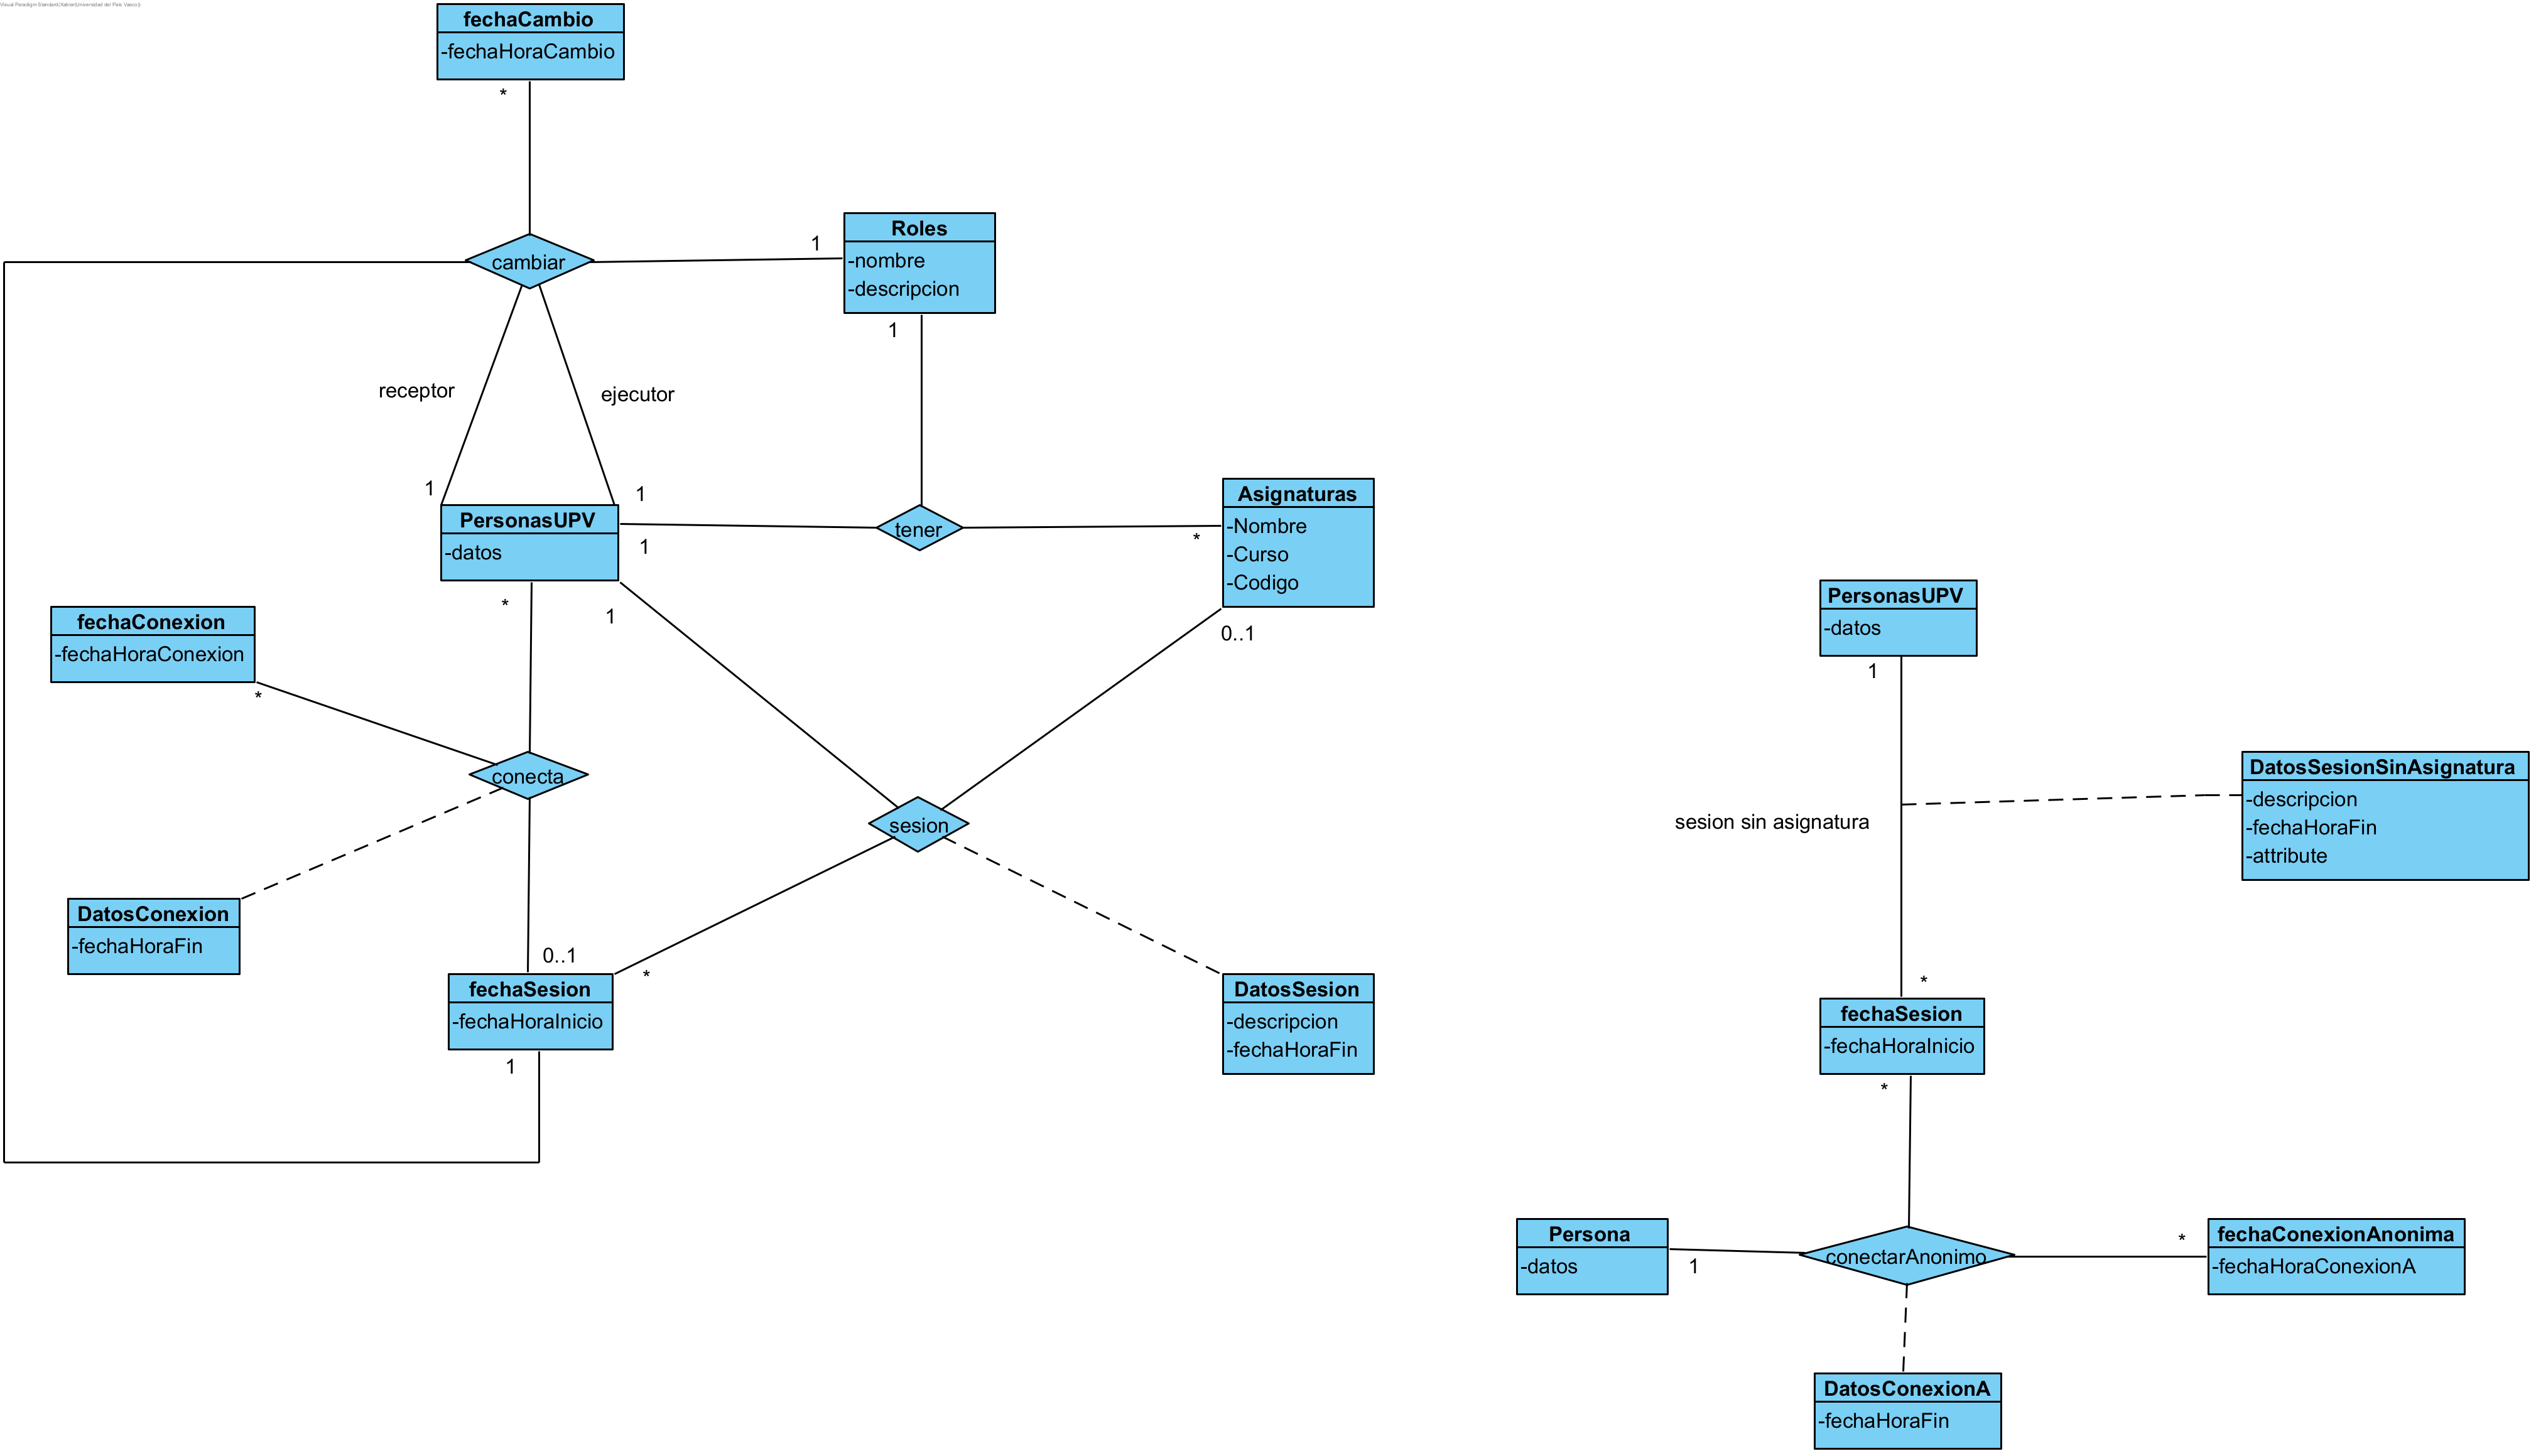 Visual Paradigm Standard(Xabier(Universidad del Pais Vasco))
fechaCambio
-fechaHoraCambio
*
Roles
-nombre
-descripcion
1
1
cambiar
receptor
ejecutor
1
1
1
PersonasUPV
-datos
*
1
tener
*
Asignaturas
-Nombre
-Curso
-Codigo
0..1
fechaConexion
-fechaHoraConexion
*
conecta
sesion
DatosConexion
-fechaHoraFin
0..1
*
fechaSesion
-fechaHoraInicio
1
DatosSesion
-descripcion
-fechaHoraFin
PersonasUPV
-datos
1
sesion sin asignatura
DatosSesionSinAsignatura
-descripcion
-fechaHoraFin
-attribute
*
fechaSesion
-fechaHoraInicio
*
Persona
-datos
1
conectarAnonimo
*
fechaConexionAnonima
-fechaHoraConexionA
DatosConexionA
-fechaHoraFin